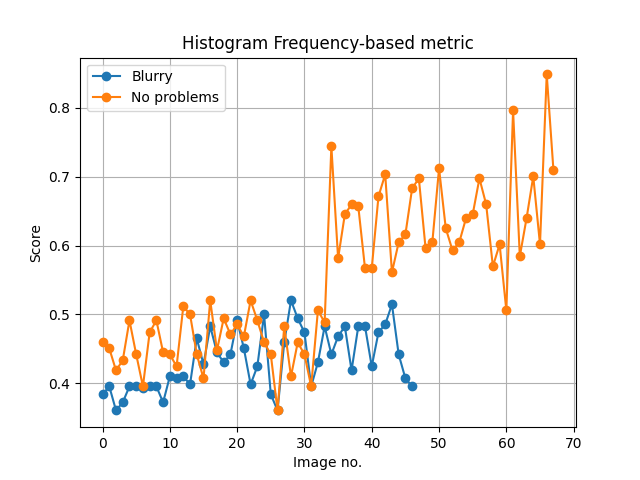 Histogram Frequency-based metric
Blurry
No problems
Score
0.8
0.7
0.6
0.5
0.4
0 10 20 30 40 50 60 70
Image no.